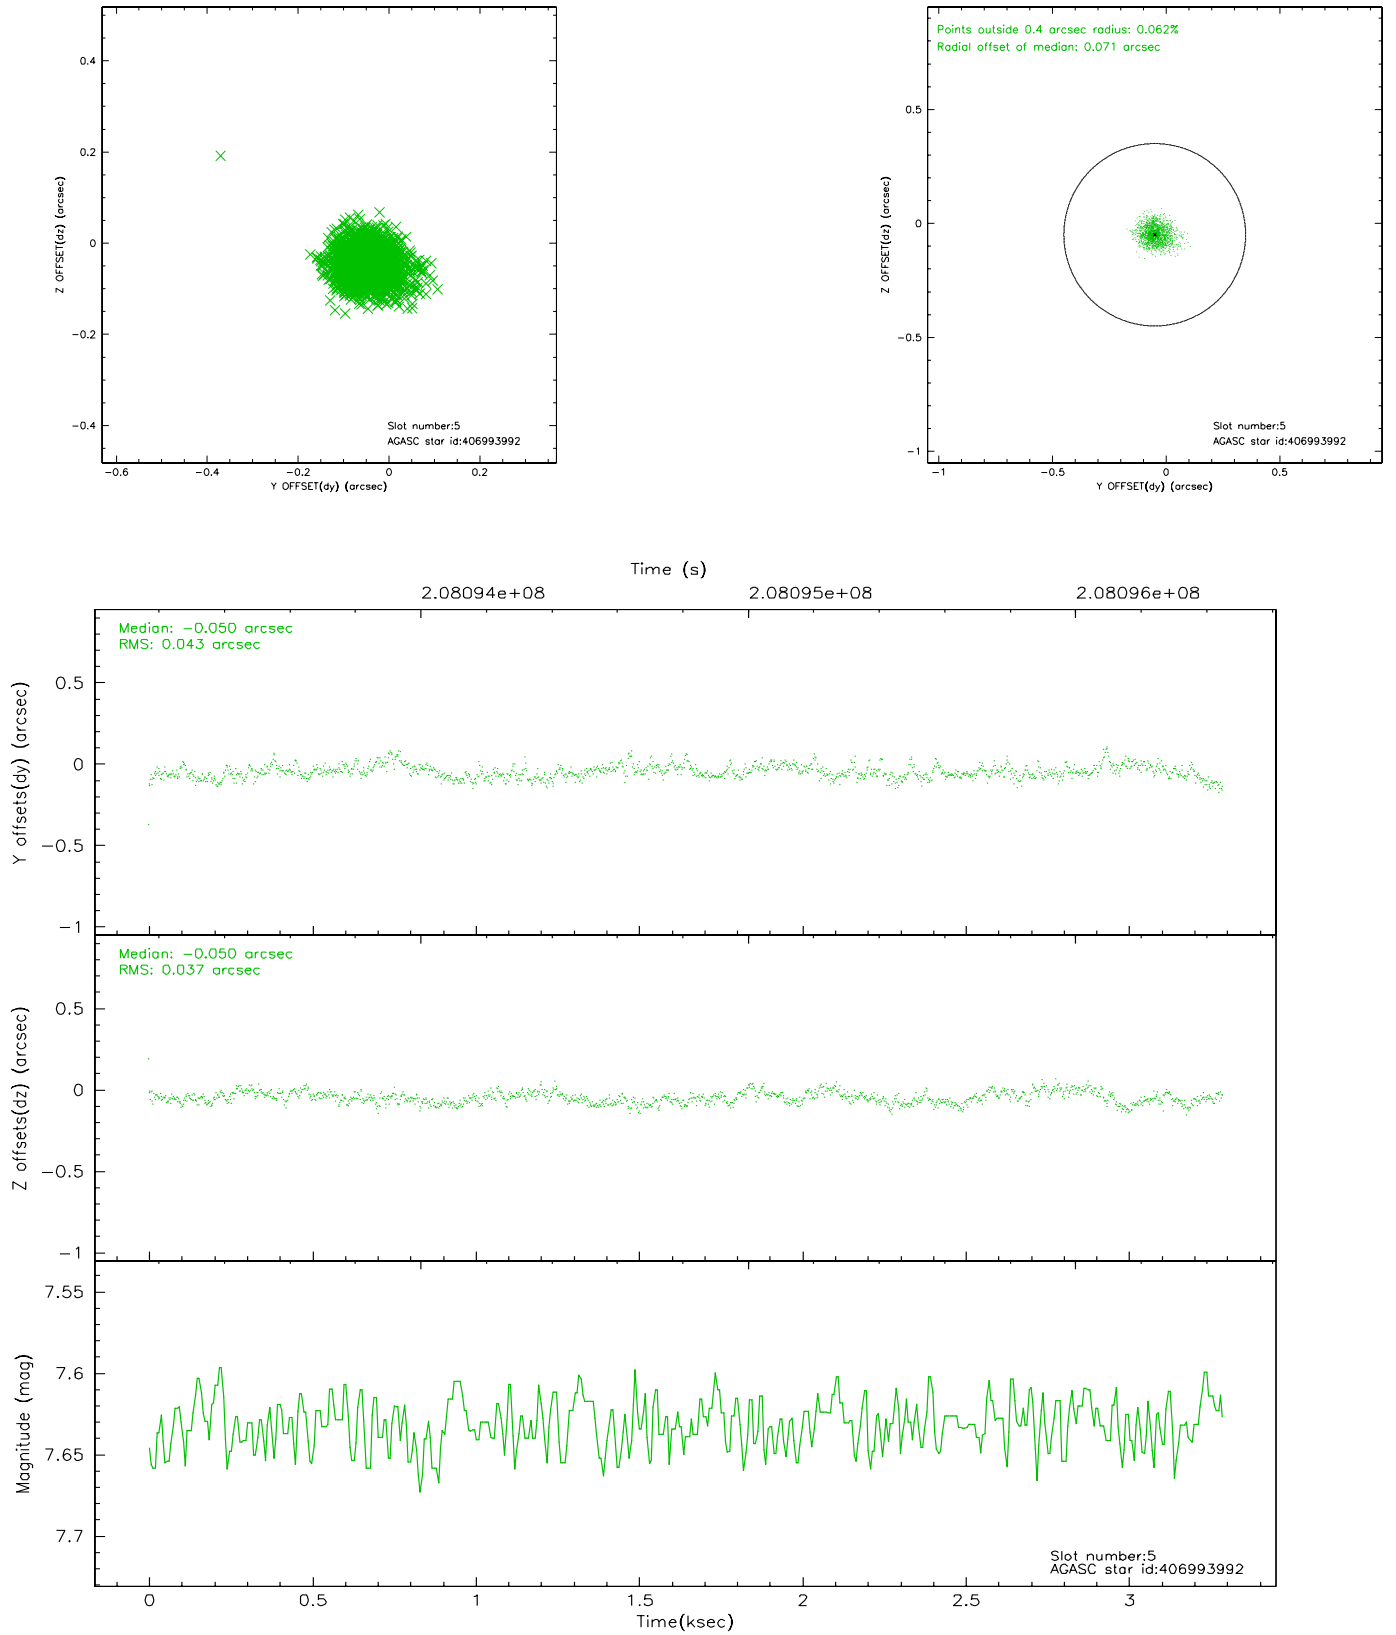 0.4
0.2
0
−0.2
−0.4
Z OFFSET(dz) (arcsec)
Slot number:5
AGASC star id:406993992
−0.6 −0.4 −0.2 0 0.2
Y OFFSET(dy) (arcsec)
Points outside 0.4 arcsec radius: 0.062%
Radial offset of median: 0.071 arcsec
0.5
0
−0.5
−1
Z OFFSET(dz) (arcsec)
Slot number:5
AGASC star id:406993992
−1 −0.5 0 0.5
Y OFFSET(dy) (arcsec)
Time (s)
2.08094e+08 2.08095e+08 2.08096e+08
Median: −0.050 arcsec
RMS: 0.043 arcsec
0.5
0
−0.5
−1
Y offsets(dy) (arcsec)
Median: −0.050 arcsec
RMS: 0.037 arcsec
0.5
0
−0.5
−1
Z offsets(dz) (arcsec)
7.55
7.6
7.65
7.7
Magnitude (mag)
Slot number:5
AGASC star id:406993992
0 0.5 1 1.5 2 2.5 3
Time(ksec)